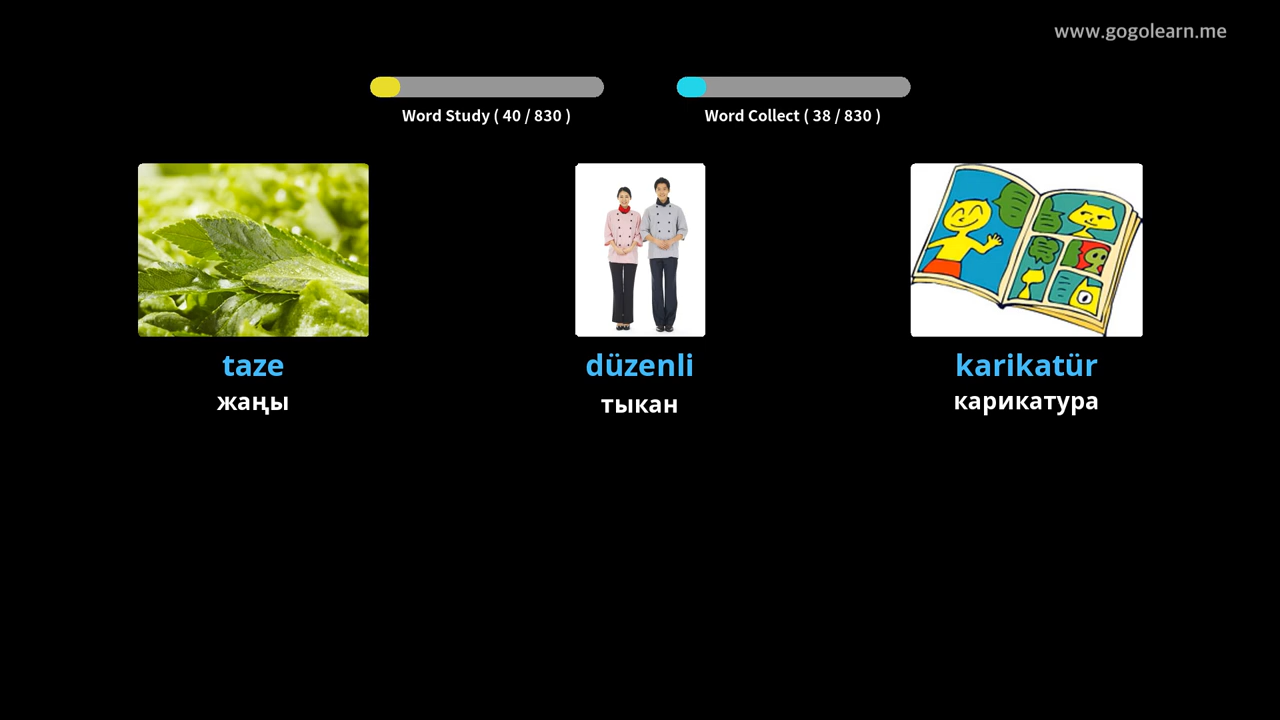 www.gogolearn.me
Word Study ( 40 / 830 )
Word Collect ( 38 / 830 )
taze
düzenli
karikatür
жаңы
тыкан
карикатура